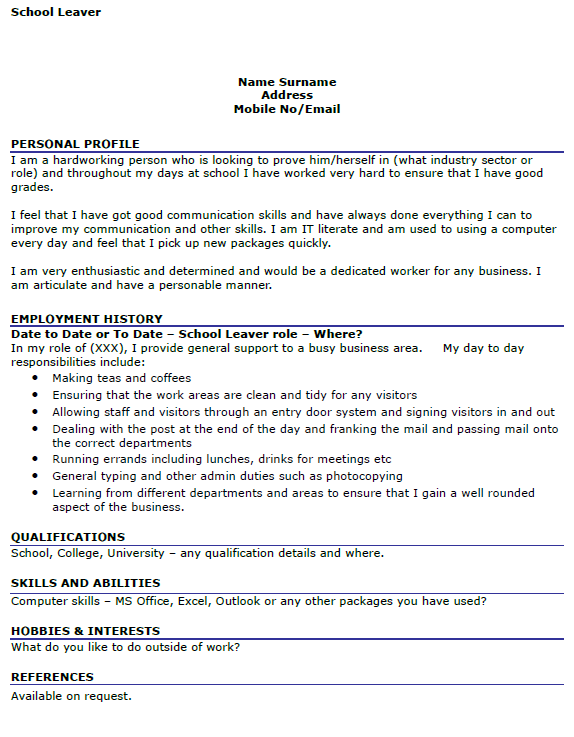 School Leaver
Name Surname
Address
Mobile No/Email
PERSONAL PROFILE
I am a hardworking person who is looking to prove him/herself in (what industry sector or
role) and throughout my days at school I have worked very hard to ensure that I have good
grades.
I feel that I have got good communication skills and have always done everything I can to
improve my communication and other skills. I am IT literate and am used to using a computer
every day and feel that I pick up new packages quickly.
I am very enthusiastic and determined and would be a dedicated worker for any business. I
am articulate and have a personable manner.
EMPLOYMENT HISTORY
Date to Date or To Date – School Leaver role – Where?
In my role of (XXX), I provide general support to a busy business area. My day to day
responsibilities include:
• Making teas and coffees
• Ensuring that the work areas are clean and tidy for any visitors
• Allowing staff and visitors through an entry door system and signing visitors in and out
• Dealing with the post at the end of the day and franking the mail and passing mail onto
the correct departments
• Running errands including lunches, drinks for meetings etc
• General typing and other admin duties such as photocopying
• Learning from different departments and areas to ensure that I gain a well rounded
aspect of the business.
QUALIFICATIONS
School, College, University – any qualification details and where.
SKILLS AND ABILITIES
Computer skills – MS Office, Excel, Outlook or any other packages you have used?
HOBBIES & INTERESTS
What do you like to do outside of work?
REFERENCES
Available on request.